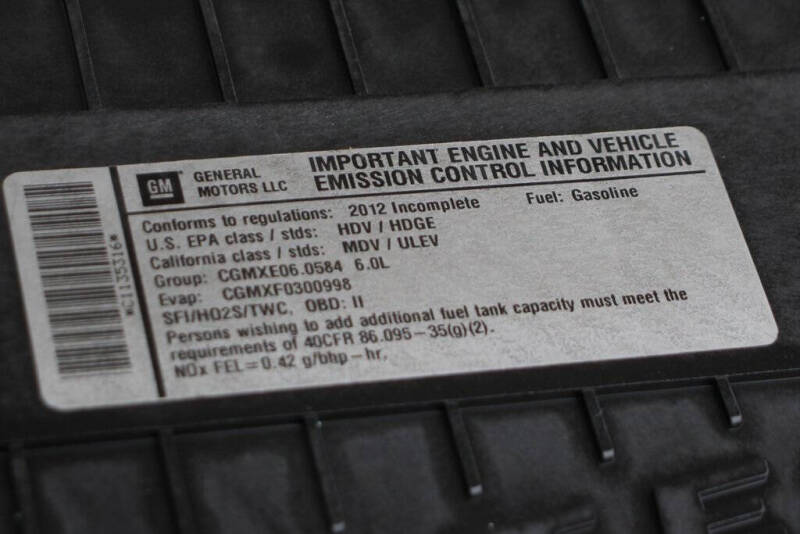 *C1135316*
GM
GENERAL
MOTORS LLC
IMPORTANT ENGINE AND VEHICLE
EMISSION CONTROL INFORMATION
Conforms to regulations: 2012 Incomplete Fuel: Gasoline
U.S. EPA class / stds: HDV / HDGE
California class / stds: MDV / ULEV
Group: CGMXE06.0584 6.0L
Evap: CGMXF0300998
SFI/HO2S/TWC, OBD: II
Persons wishing to add additional fuel tank capacity must meet the
requirements of 40CFR 86.095-35(g)(2).
NOx FEL=0.42 g/bhp-hr,